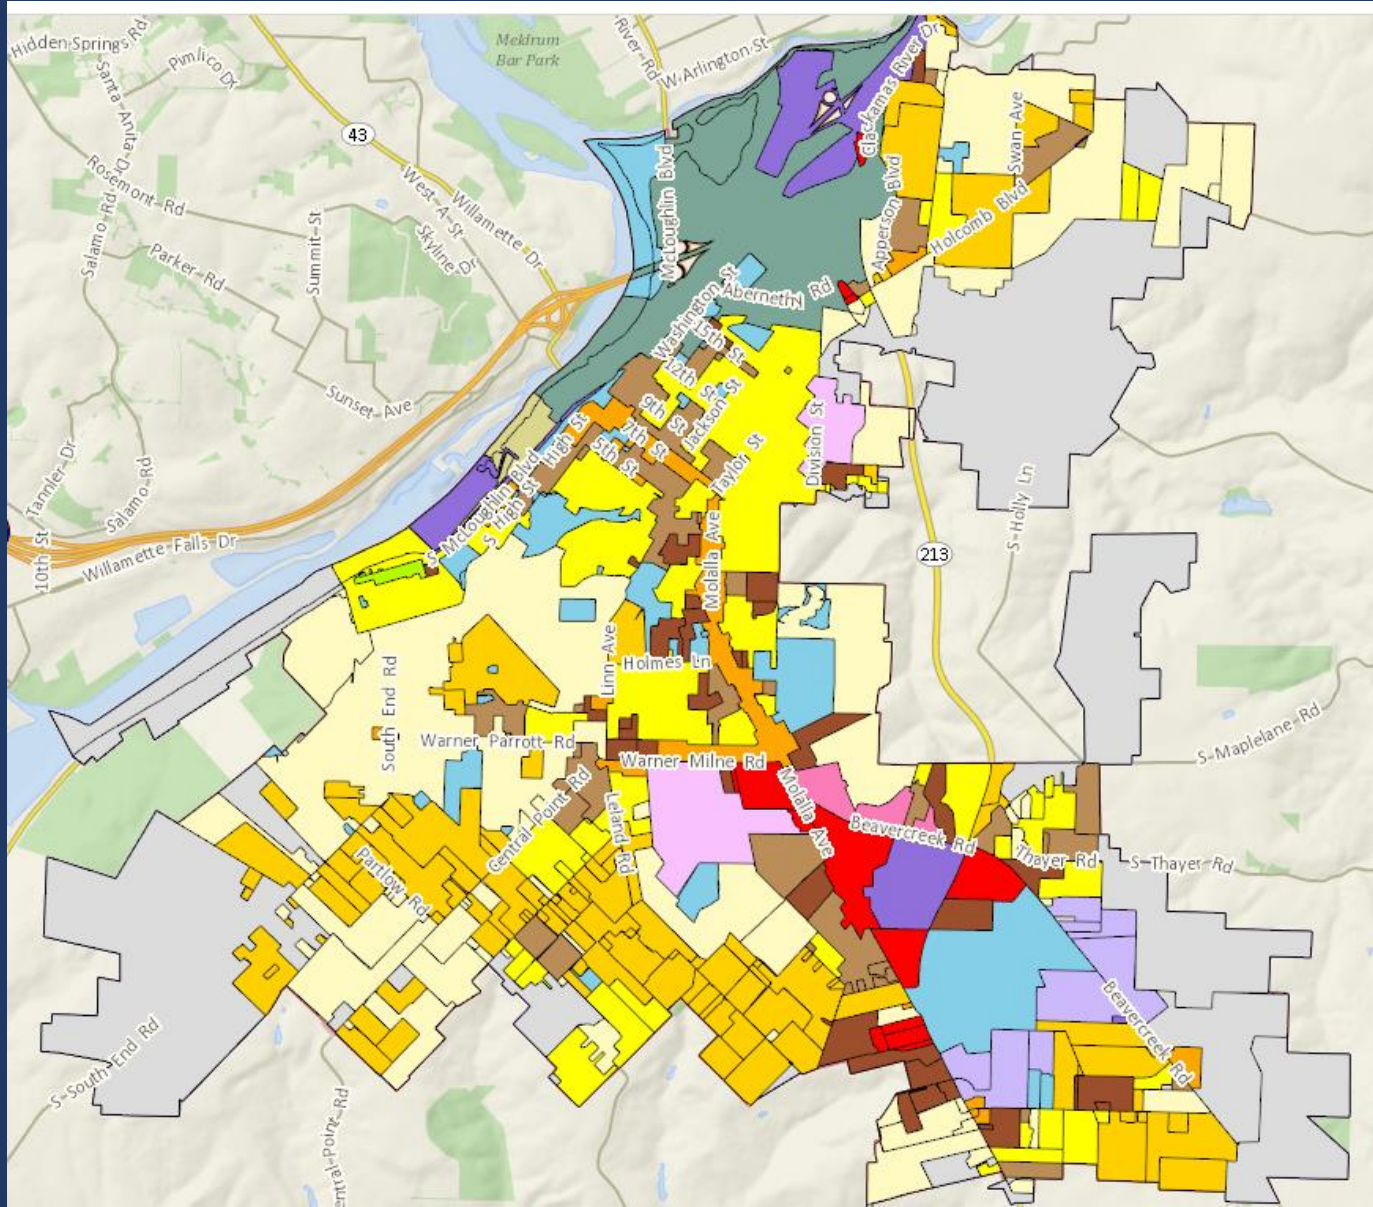 Hidden Springs Rd
Pimlico Dr
Santa Anita Dr
Meldrum
Bar Park
River Rd
W Arlington St
Clackamas River Dr
43
Rosemont Rd
Salamo Rd
Parker Rd
Summit St
West A St
Skyline Dr
Willamette Dr
McLoughlin Blvd
Apperson Blvd
Swan Ave
Holcomb Blvd
Washington St
Abernethy Rd
15th St
12th St
9th St
Jackson St
7th St
5th St
High St
Taylor St
Division St
Sunset Ave
Tannler Dr
10th St
Salamo Rd
Willamette Falls Dr
S McLoughlin Blvd
S High St
Molalla Ave
213
S Holly Ln
Linn Ave
Holmes Ln
South End Rd
Warner Parrott Rd
Warner Milne Rd
S Maplelane Rd
Central Point Rd
Leland Rd
Molalla Ave
Beavercreek Rd
Thayer Rd
S Thayer Rd
Partlow Rd
Beavercreek Rd
S South End Rd
entral Point Rd